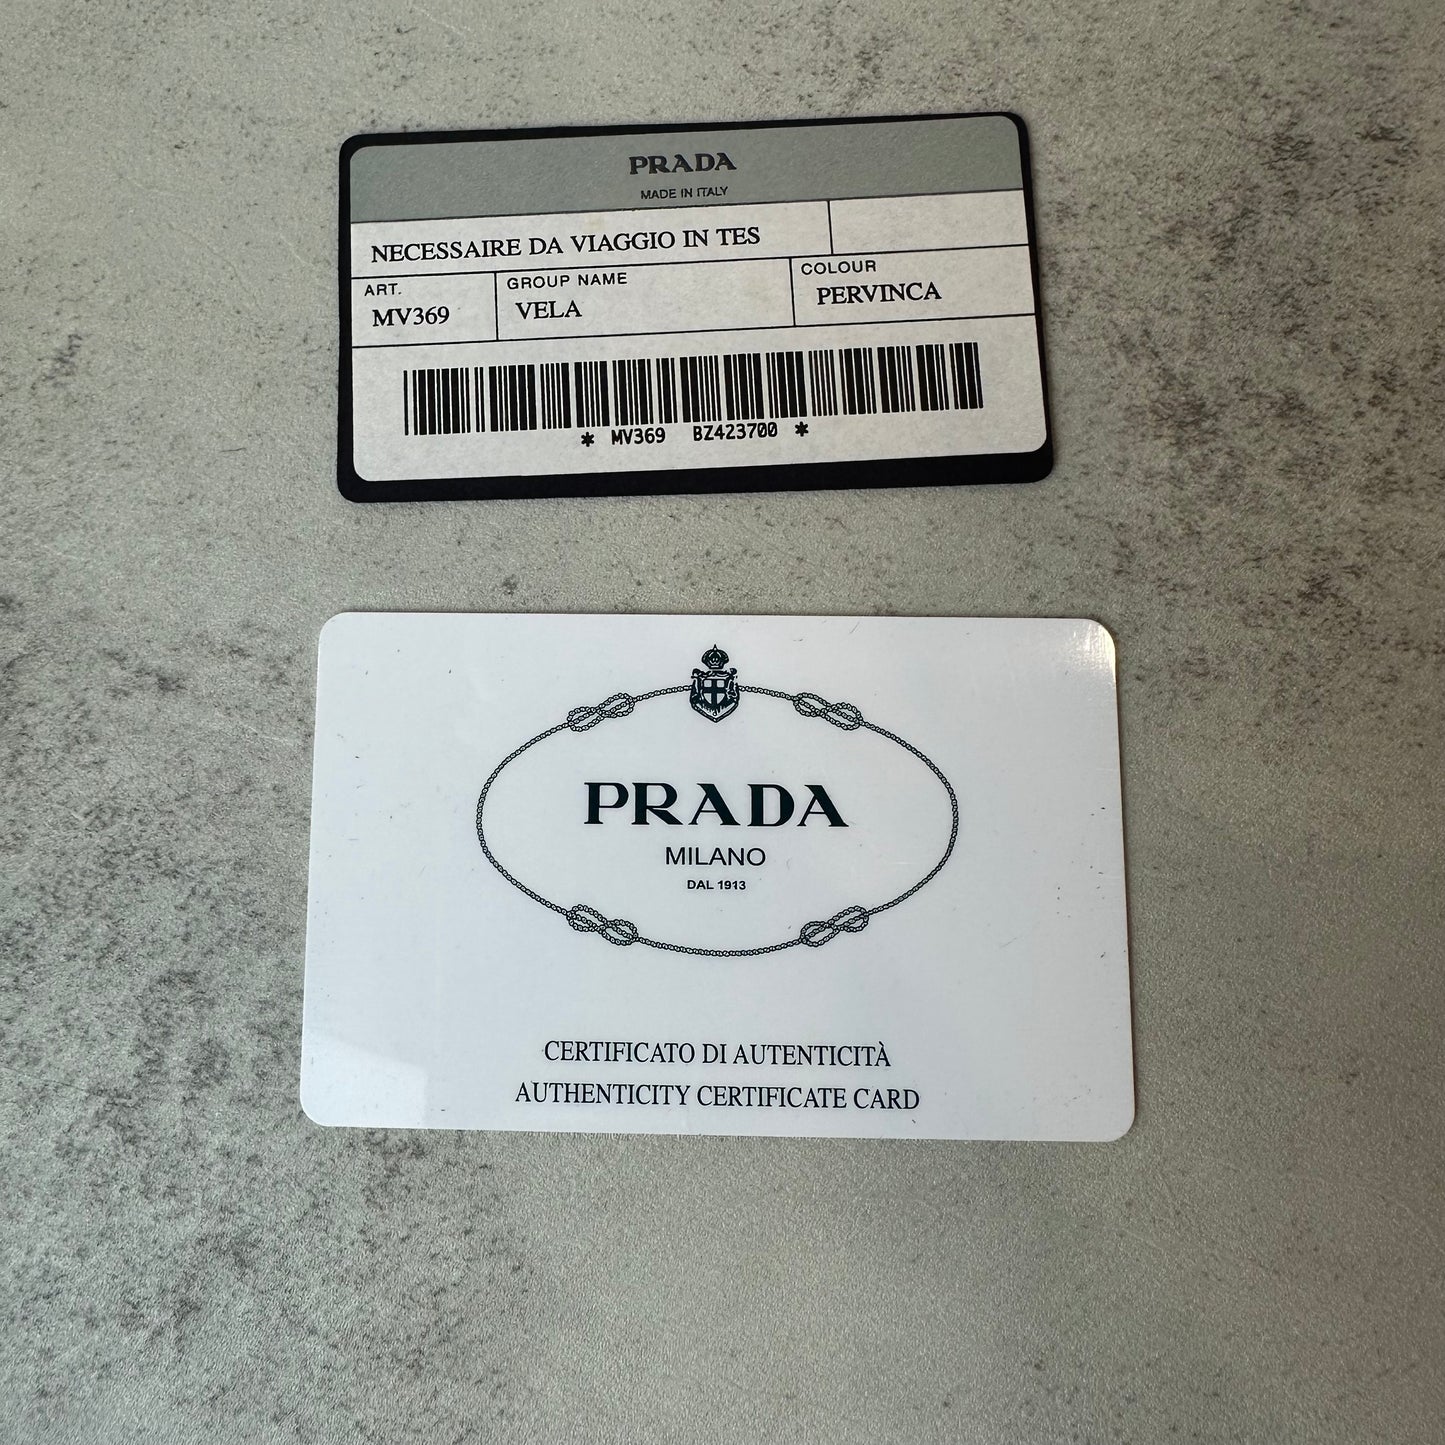 PRADA
MADE IN ITALY
NECESSAIRE DA VIAGGIO IN TES
ART. GROUP NAME COLOUR
MV369 VELA PERVINCA
* MV369 BZ423700 *
PRADA
MILANO
DAL 1913
CERTIFICATO DI AUTENTICITÀ
AUTHENTICITY CERTIFICATE CARD